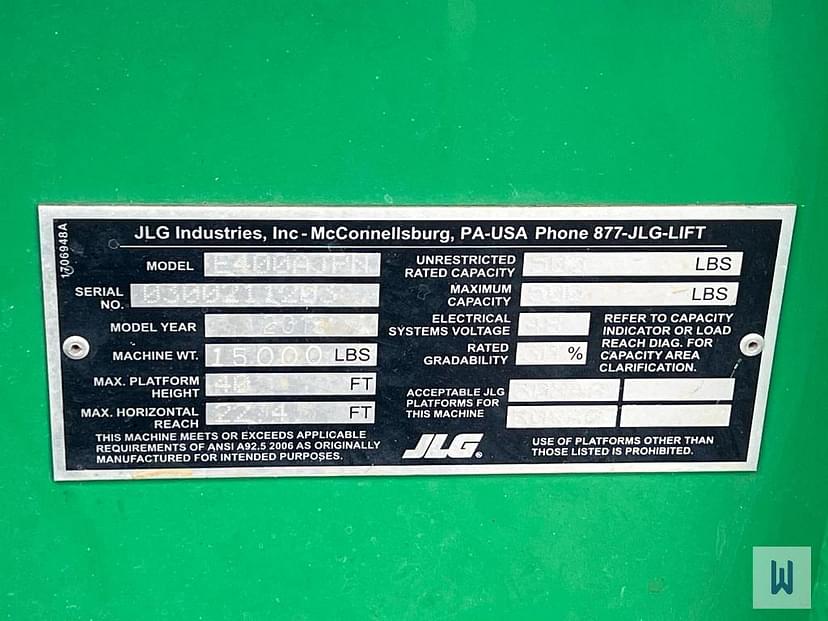 1706948A
JLG Industries, Inc - McConnellsburg, PA-USA Phone 877-JLG-LIFT
MODEL E400AJPN
SERIAL NO.
MODEL YEAR
MACHINE WT. 15000 LBS
MAX. PLATFORM HEIGHT 40 FT
MAX. HORIZONTAL REACH FT
THIS MACHINE MEETS OR EXCEEDS APPLICABLE
REQUIREMENTS OF ANSI A92.5 2006 AS ORIGINALLY
MANUFACTURED FOR INTENDED PURPOSES.
UNRESTRICTED RATED CAPACITY 500 LBS
MAXIMUM CAPACITY 500 LBS
ELECTRICAL SYSTEMS VOLTAGE
RATED GRADABILITY %
REFER TO CAPACITY
INDICATOR OR LOAD
REACH DIAG. FOR
CAPACITY AREA
CLARIFICATION.
ACCEPTABLE JLG
PLATFORMS FOR
THIS MACHINE
JLG®
USE OF PLATFORMS OTHER THAN
THOSE LISTED IS PROHIBITED.
W